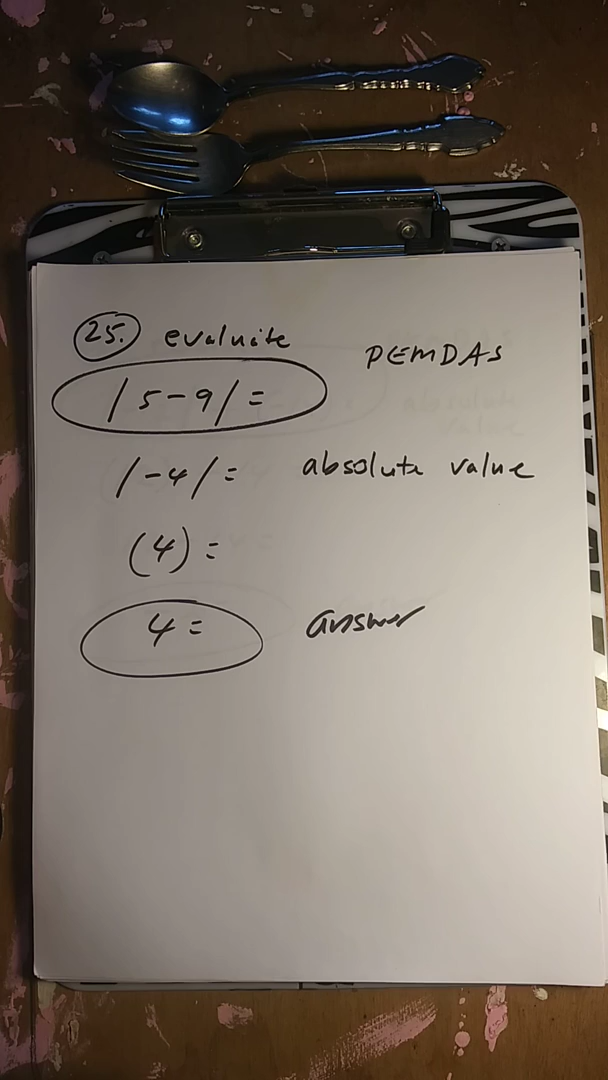 25. evaluate
PEMDAS
|5-9|=
|-4|= absolute value
(4)=
4= answer